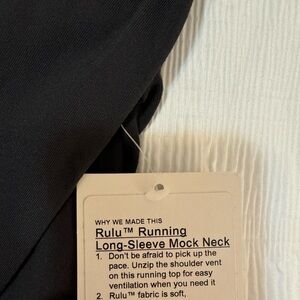 WHY WE MADE THIS
Rulu™ Running
Long-Sleeve Mock Neck
1. Don't be afraid to pick up the
pace. Unzip the shoulder vent
on this running top for easy
ventilation when you need it
2. Rulu™ fabric is soft,